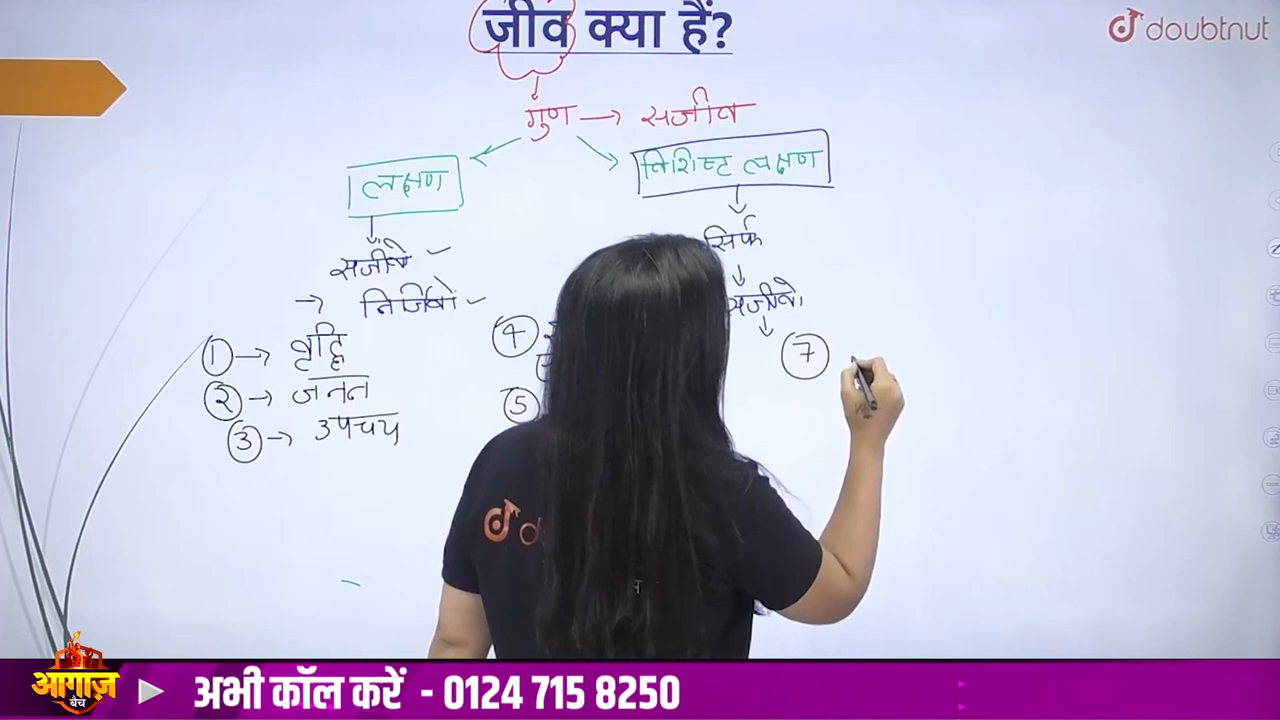 जीव क्या हैं?
doubtnut
गुण → सजीव
लक्षण
विशिष्ट लक्षण
सजीवो
→ निर्जिवो
सिर्फ
सजीवो
① → वृद्धि
② → जनन
③ → उपचय
④
⑤
⑦
आगाज़
बैच
अभी कॉल करें - 0124 715 8250